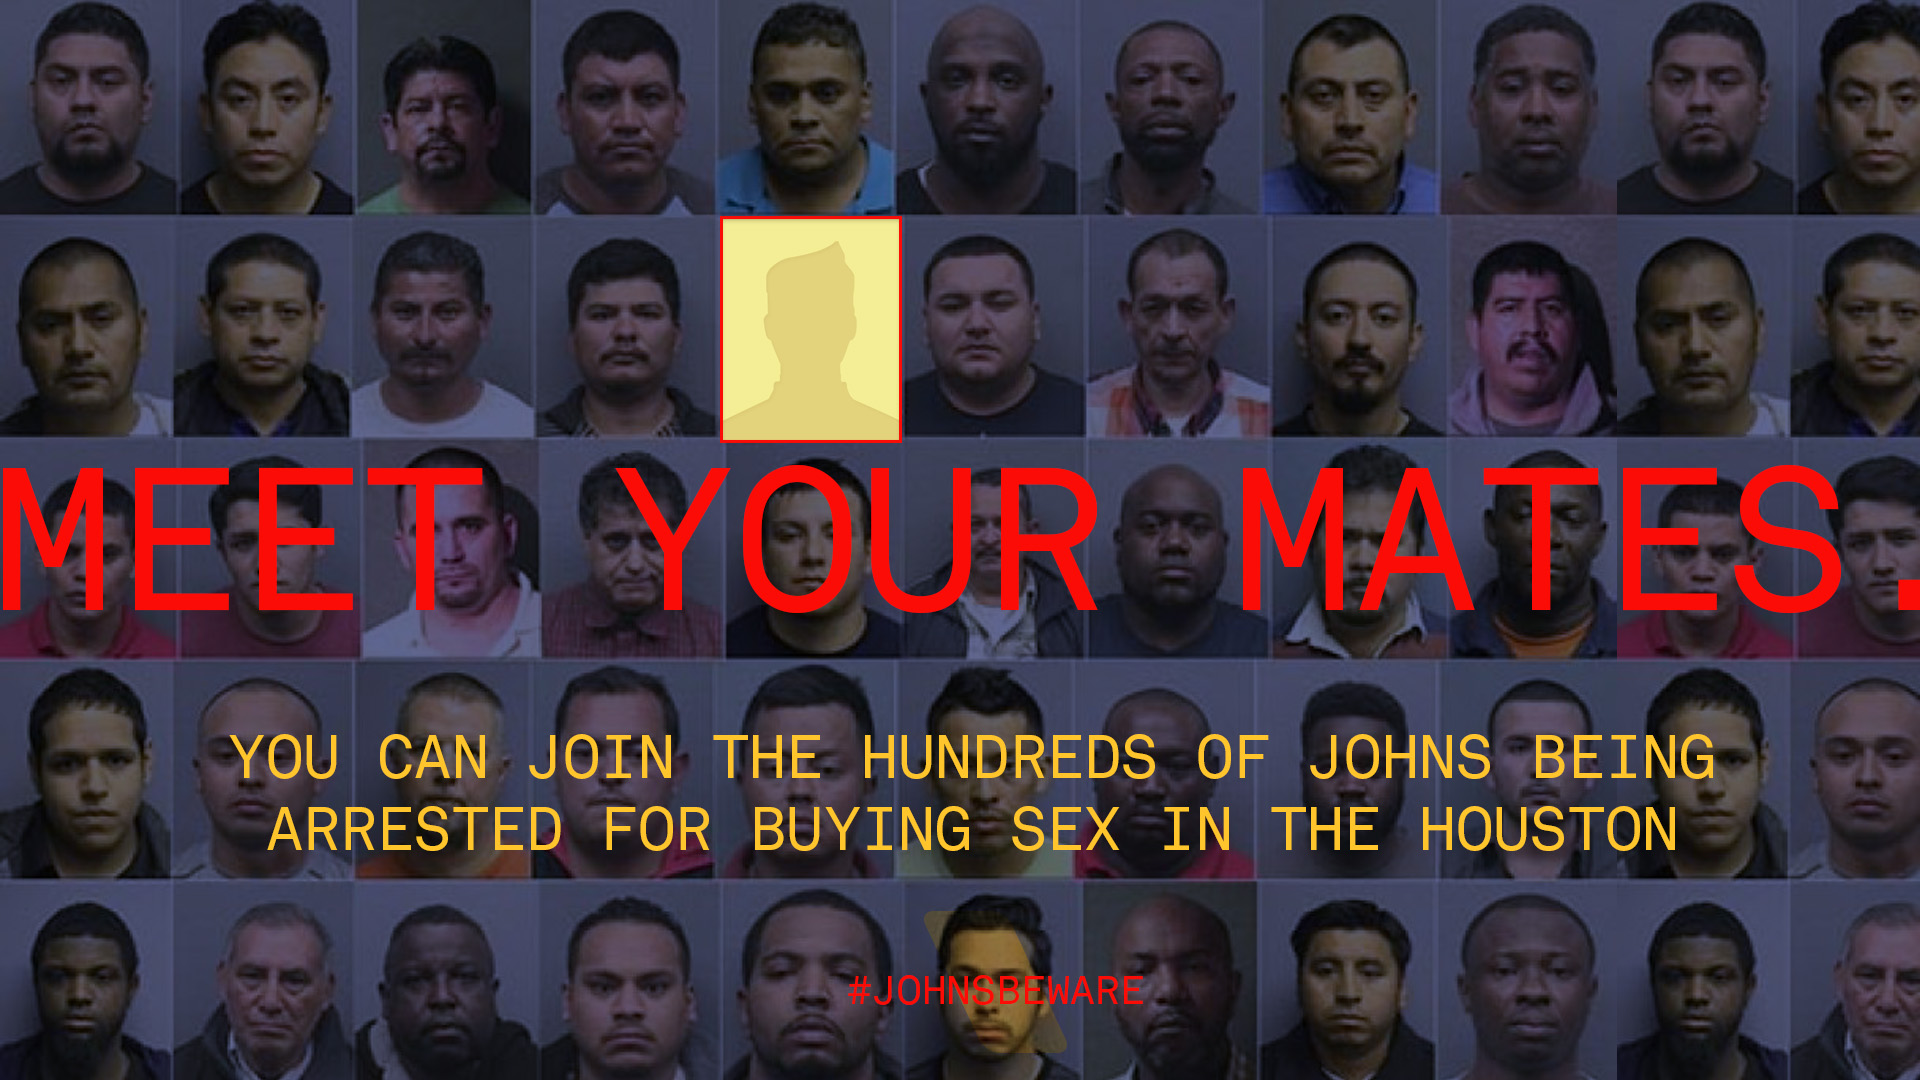 MEET YOUR MATES.
YOU CAN JOIN THE HUNDREDS OF JOHNS BEING
ARRESTED FOR BUYING SEX IN THE HOUSTON
#JOHNSBEWARE